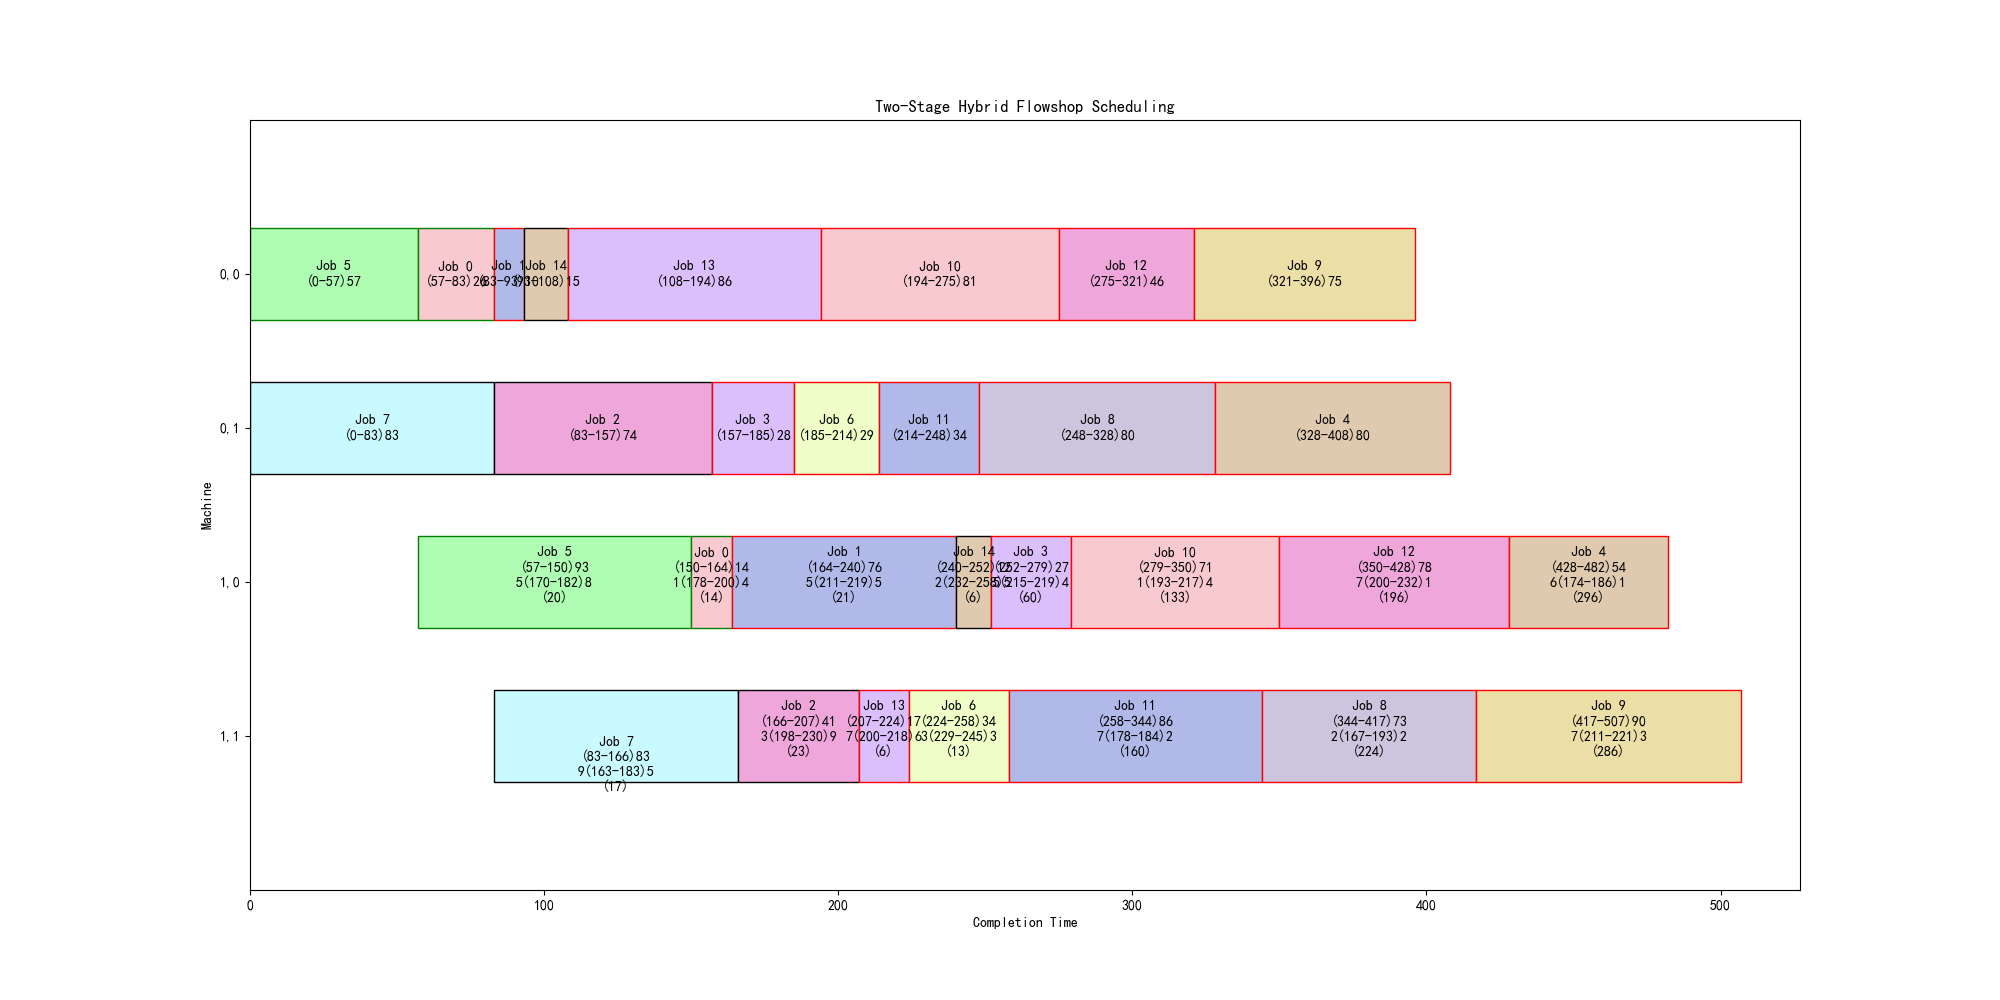 Two-Stage Hybrid Flowshop Scheduling
Machine
0,0
Job 5
(0-57)57
Job 0
(57-83)26
Job 1
(83-93)10
Job 14
(93-108)15
Job 13
(108-194)86
Job 10
(194-275)81
Job 12
(275-321)46
Job 9
(321-396)75
0,1
Job 7
(0-83)83
Job 2
(83-157)74
Job 3
(157-185)28
Job 6
(185-214)29
Job 11
(214-248)34
Job 8
(248-328)80
Job 4
(328-408)80
1,0
Job 5
(57-150)93
5(170-182)8
(20)
Job 0
(150-164)14
1(178-200)4
(14)
Job 1
(164-240)76
5(211-219)5
(21)
Job 14
(240-252)12
2(232-258)5
(6)
Job 3
(252-279)27
(215-219)4
(60)
Job 10
(279-350)71
1(193-217)4
(133)
Job 12
(350-428)78
7(200-232)1
(196)
Job 4
(428-482)54
6(174-186)1
(296)
1,1
Job 7
(83-166)83
9(163-183)5
(17)
Job 2
(166-207)41
3(198-230)9
(23)
Job 13
(207-224)17
7(200-218)6
(6)
Job 6
(224-258)34
3(229-245)3
(13)
Job 11
(258-344)86
7(178-184)2
(160)
Job 8
(344-417)73
2(167-193)2
(224)
Job 9
(417-507)90
7(211-221)3
(286)
0
100
200
300
400
500
Completion Time